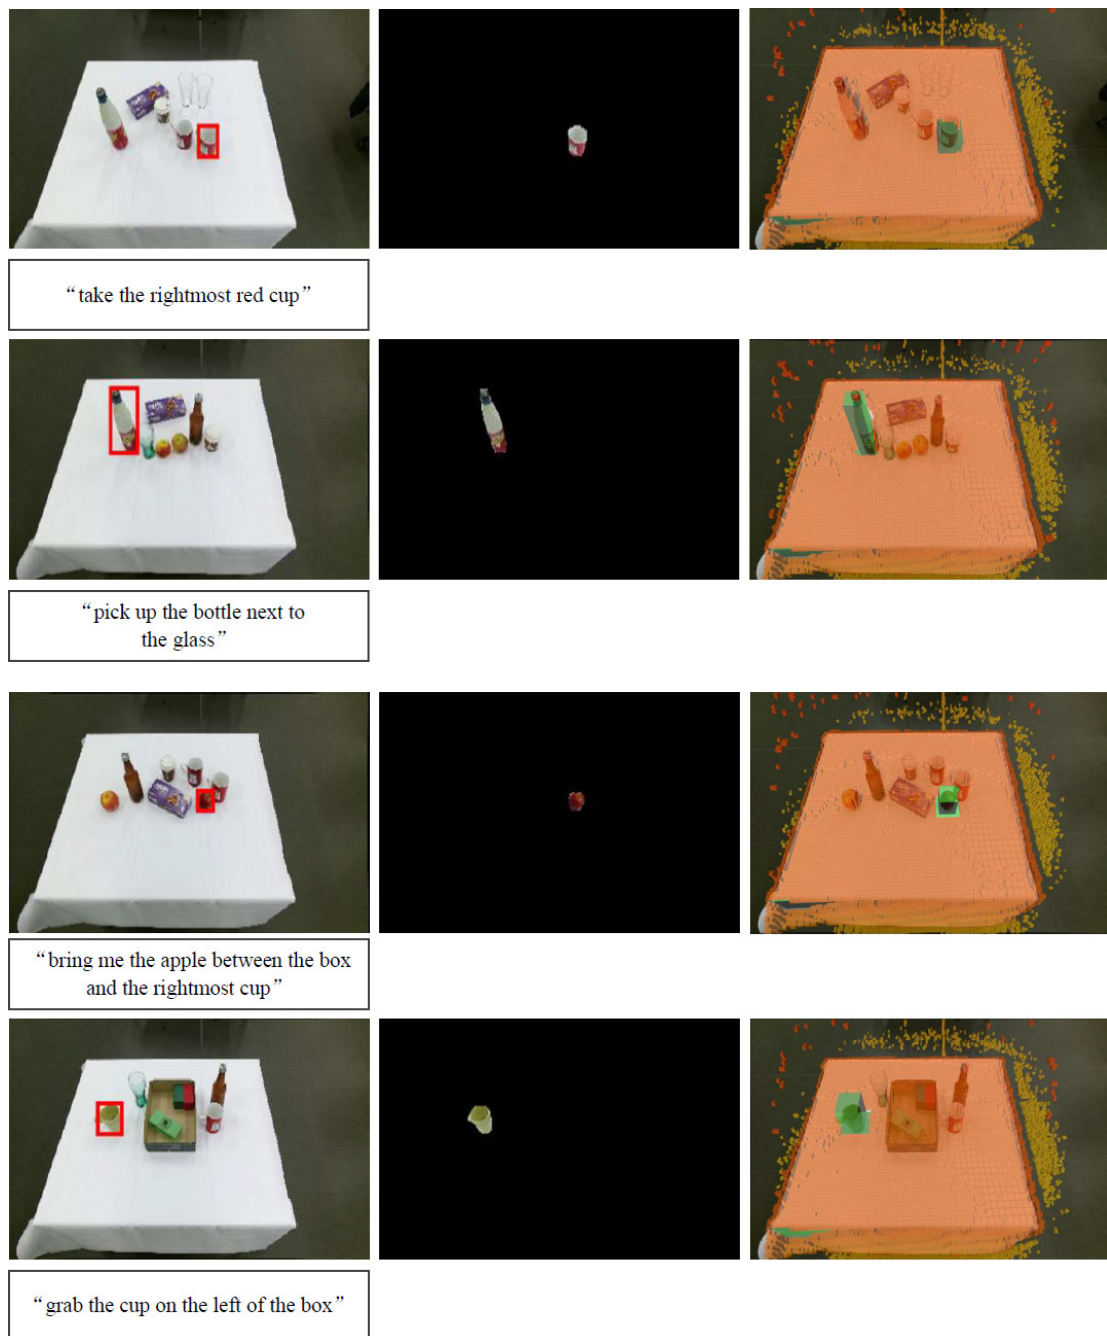 “take the rightmost red cup”
“pick up the bottle next to
the glass”
“bring me the apple between the box
and the rightmost cup”
“grab the cup on the left of the box”